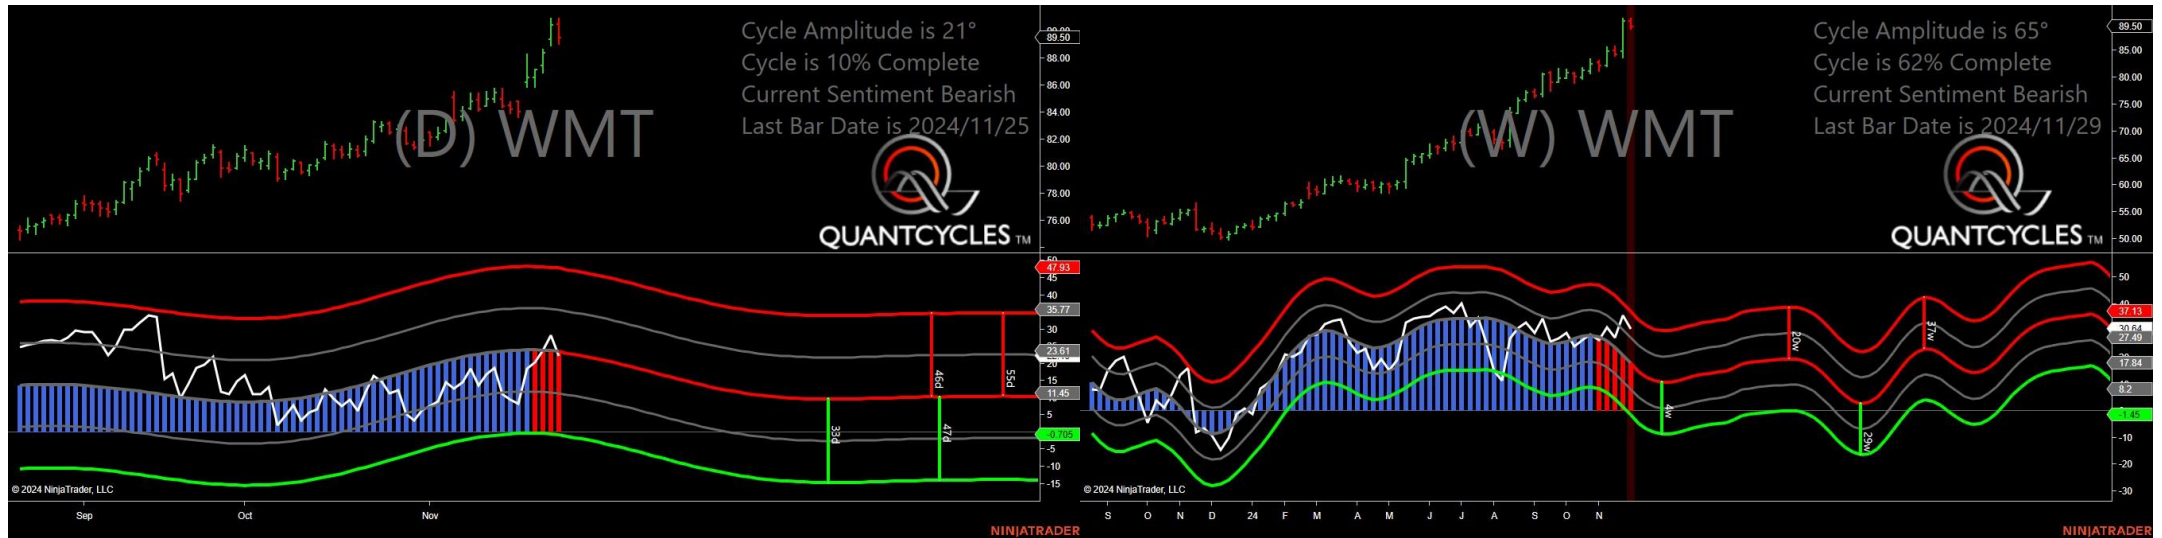 Cycle Amplitude is 21°
Cycle is 10% Complete
Current Sentiment Bearish
Last Bar Date is 2024/11/25
(D) WMT
QUANTCYCLES TM
89.50
88.00
86.00
84.00
82.00
80.00
78.00
76.00
47.93
45
40
35.77
30
23.61
20
15
11.45
5
-0.705
-5
-10
-15
33d
46d
47d
55d
© 2024 NinjaTrader, LLC
Sep Oct Nov
NINJATRADER
Cycle Amplitude is 65°
Cycle is 62% Complete
Current Sentiment Bearish
Last Bar Date is 2024/11/29
(W) WMT
QUANTCYCLES TM
89.50
85.00
80.00
75.00
70.00
65.00
60.00
55.00
50.00
50
37.13
30.64
27.49
17.84
8.2
-1.45
-10
-20
-30
4w
20w
29w
37w
© 2024 NinjaTrader, LLC
S O N D 24 F M A M J J A S O N
NINJATRADER